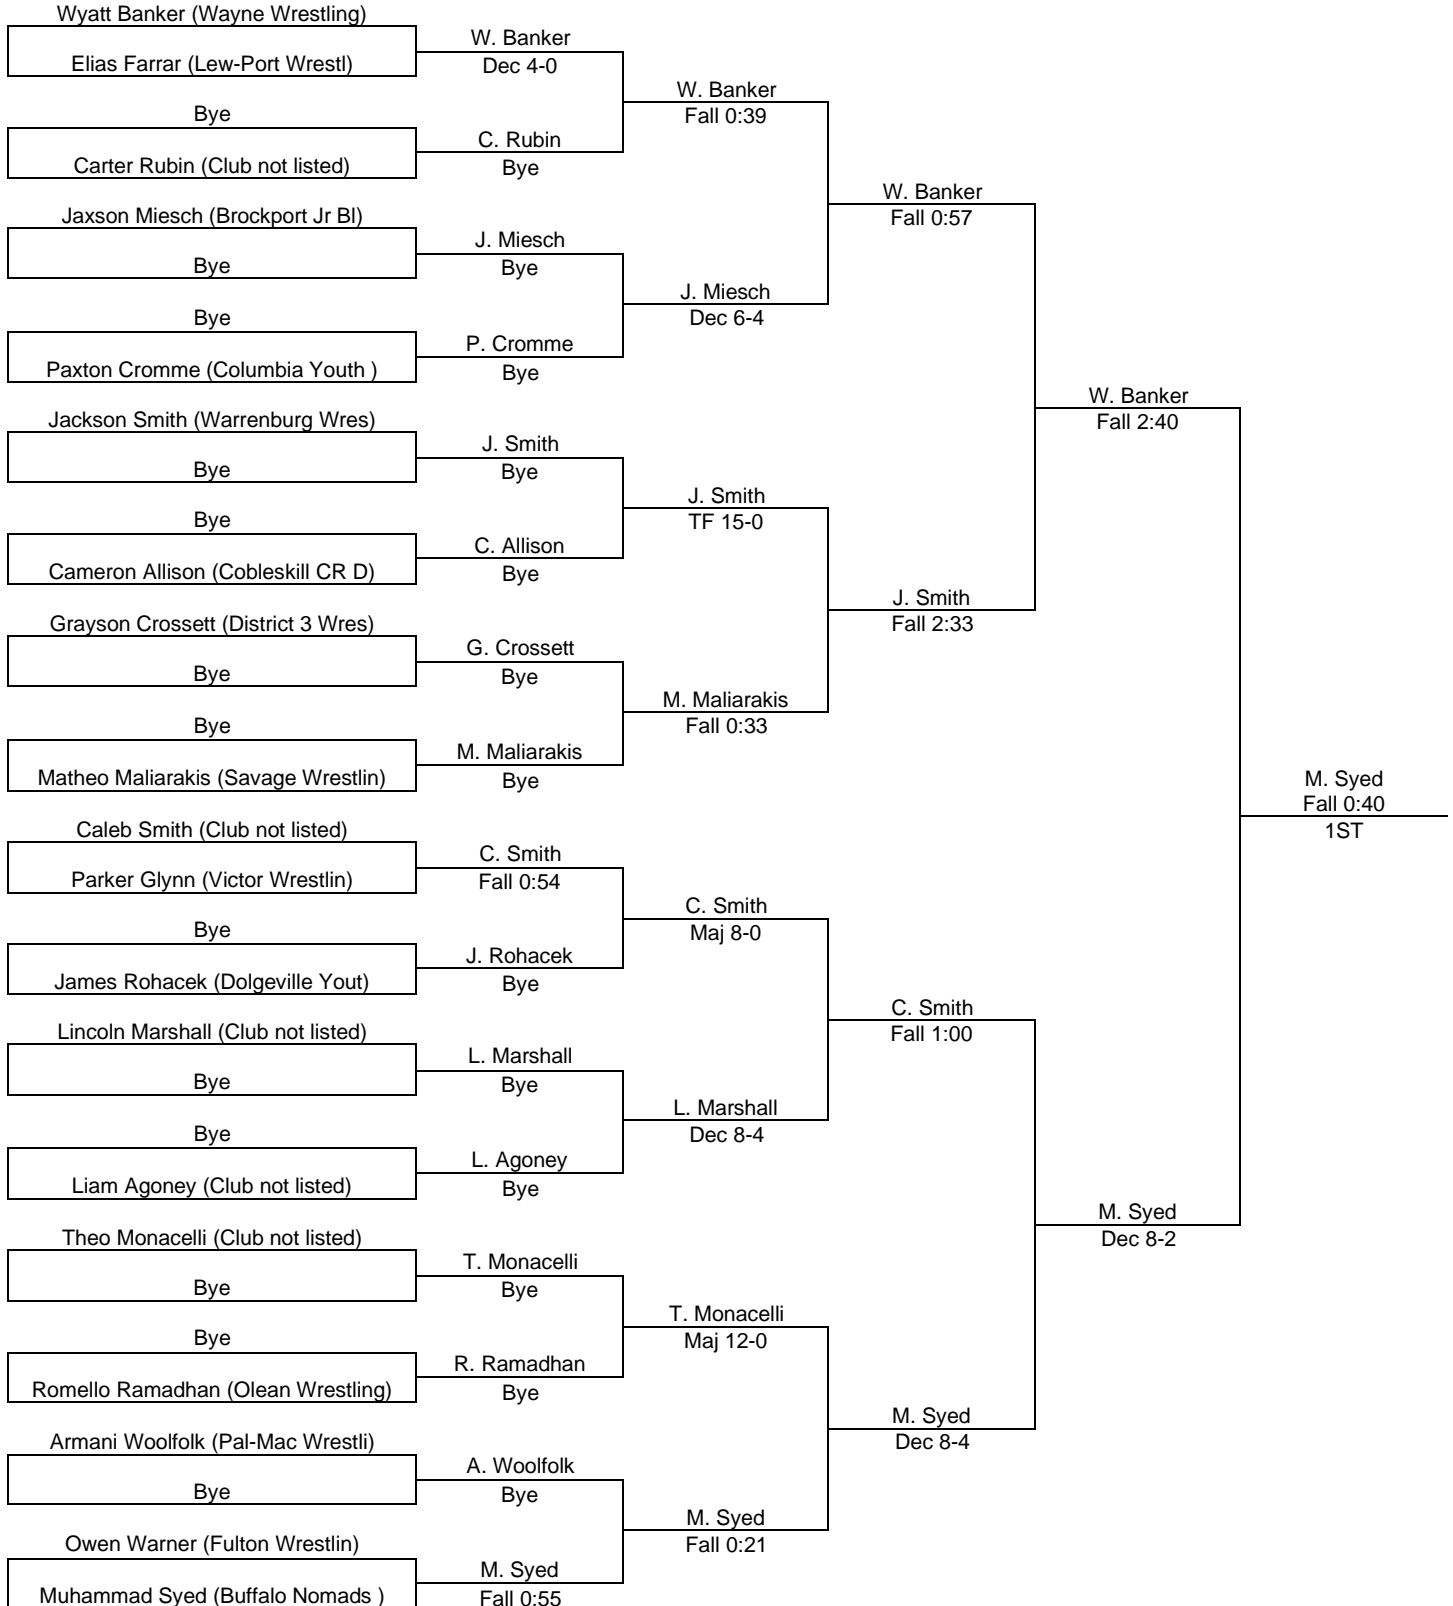 Wyatt Banker (Wayne Wrestling)
Elias Farrar (Lew-Port Wrestl)
Bye
Carter Rubin (Club not listed)
Jaxson Miesch (Brockport Jr Bl)
Bye
Bye
Paxton Cromme (Columbia Youth )
Jackson Smith (Warrenburg Wres)
Bye
Bye
Cameron Allison (Cobleskill CR D)
Grayson Crossett (District 3 Wres)
Bye
Bye
Matheo Maliarakis (Savage Wrestlin)
Caleb Smith (Club not listed)
Parker Glynn (Victor Wrestlin)
Bye
James Rohacek (Dolgeville Yout)
Lincoln Marshall (Club not listed)
Bye
Bye
Liam Agoney (Club not listed)
Theo Monacelli (Club not listed)
Bye
Bye
Romello Ramadhan (Olean Wrestling)
Armani Woolfolk (Pal-Mac Wrestli)
Bye
Owen Warner (Fulton Wrestlin)
Muhammad Syed (Buffalo Nomads )
W. Banker
Dec 4-0
C. Rubin
Bye
J. Miesch
Bye
P. Cromme
Bye
J. Smith
Bye
C. Allison
Bye
G. Crossett
Bye
M. Maliarakis
Bye
C. Smith
Fall 0:54
J. Rohacek
Bye
L. Marshall
Bye
L. Agoney
Bye
T. Monacelli
Bye
R. Ramadhan
Bye
A. Woolfolk
Bye
M. Syed
Fall 0:55
W. Banker
Fall 0:39
J. Miesch
Dec 6-4
J. Smith
TF 15-0
M. Maliarakis
Fall 0:33
C. Smith
Maj 8-0
L. Marshall
Dec 8-4
T. Monacelli
Maj 12-0
M. Syed
Fall 0:21
W. Banker
Fall 0:57
J. Smith
Fall 2:33
C. Smith
Fall 1:00
M. Syed
Dec 8-4
W. Banker
Fall 2:40
M. Syed
Dec 8-2
M. Syed
Fall 0:40
1ST